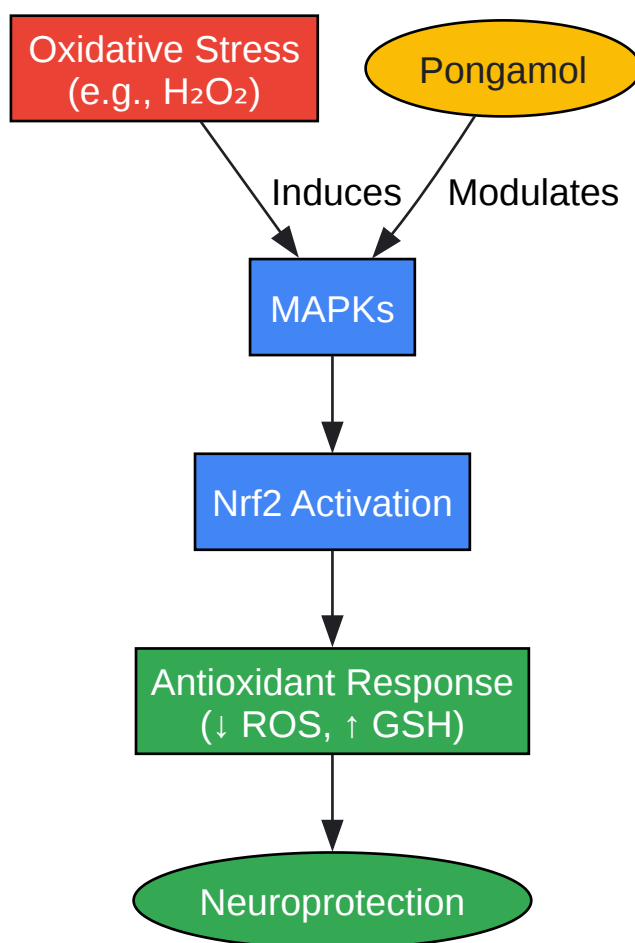 Oxidative Stress
(e.g., H₂O₂)
Pongamol
Induces
Modulates
MAPKs
Nrf2 Activation
Antioxidant Response
(↓ ROS, ↑ GSH)
Neuroprotection